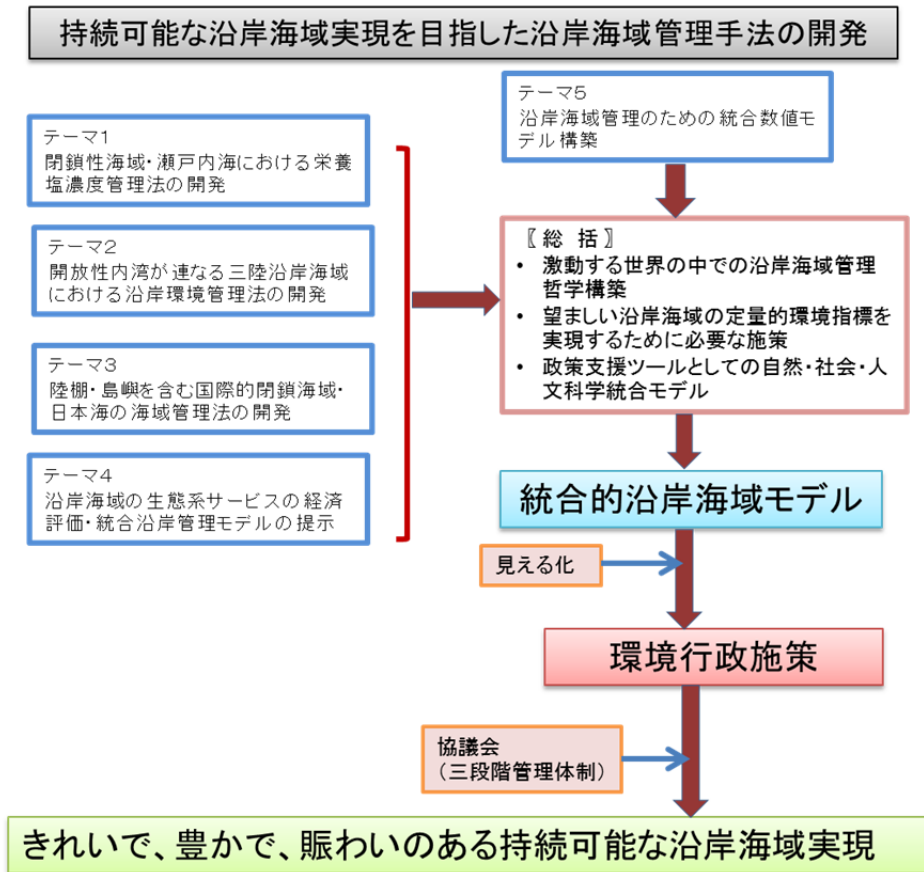 持続可能な沿岸海域実現を目指した沿岸海域管理手法の開発
テーマ1
閉鎖性海域・瀬戸内海における栄養
塩濃度管理法の開発
テーマ2
開放性内湾が連なる三陸沿岸海域
における沿岸環境管理法の開発
テーマ3
陸棚・島嶼を含む国際的閉鎖海域・
日本海の海域管理法の開発
テーマ4
沿岸海域の生態系サービスの経済
評価・統合沿岸管理モデルの提示
テーマ5
沿岸海域管理のための統合数値モ
デル構築
〖総 括〗
• 激動する世界の中での沿岸海域管理
哲学構築
• 望ましい沿岸海域の定量的環境指標を
実現するために必要な施策
• 政策支援ツールとしての自然・社会・人
文科学統合モデル
統合的沿岸海域モデル
見える化
環境行政施策
協議会
（三段階管理体制）
きれいで、豊かで、賑わいのある持続可能な沿岸海域実現